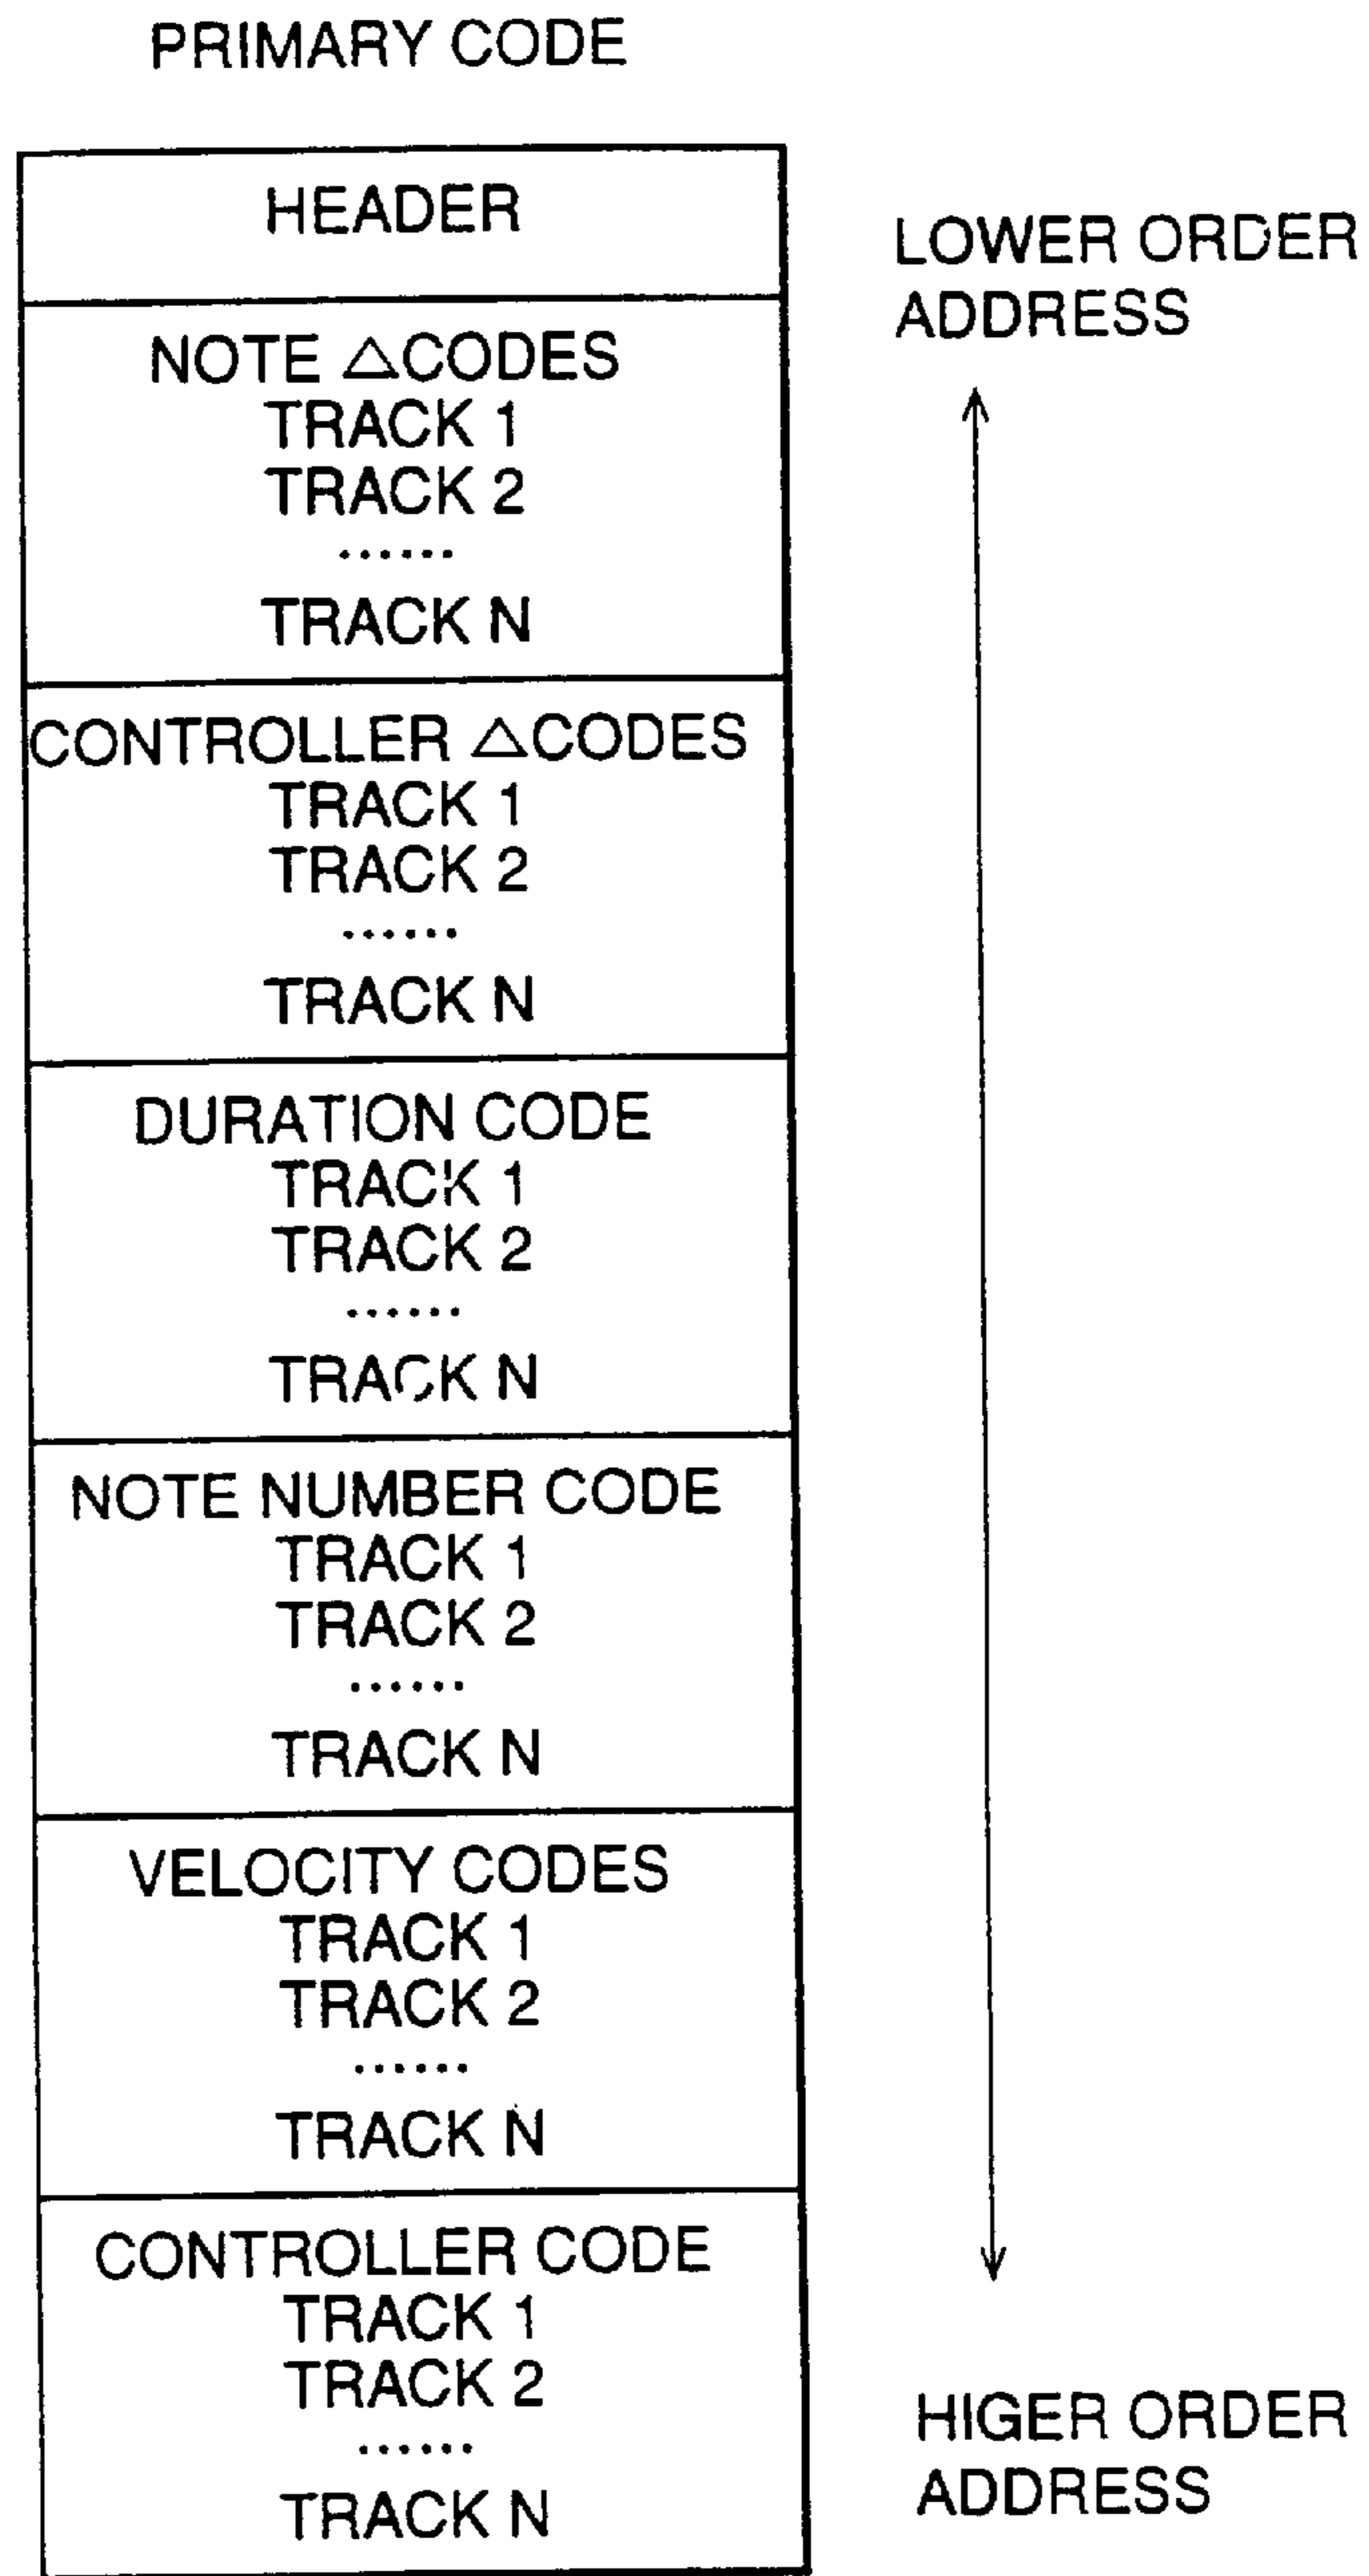 PRIMARY CODE
HEADER
LOWER ORDER
ADDRESS
NOTE △CODES
TRACK 1
TRACK 2
......
TRACK N
CONTROLLER △CODES
TRACK 1
TRACK 2
......
TRACK N
DURATION CODE
TRACK 1
TRACK 2
......
TRACK N
NOTE NUMBER CODE
TRACK 1
TRACK 2
......
TRACK N
VELOCITY CODES
TRACK 1
TRACK 2
......
TRACK N
CONTROLLER CODE
TRACK 1
TRACK 2
......
TRACK N
HIGER ORDER
ADDRESS